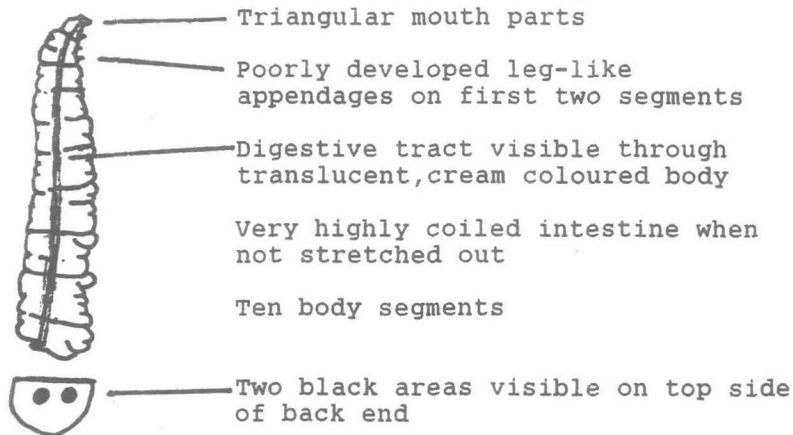 Triangular mouth parts
Poorly developed leg-like
appendages on first two segments
Digestive tract visible through
translucent,cream coloured body
Very highly coiled intestine when
not stretched out
Ten body segments
Two black areas visible on top side
of back end